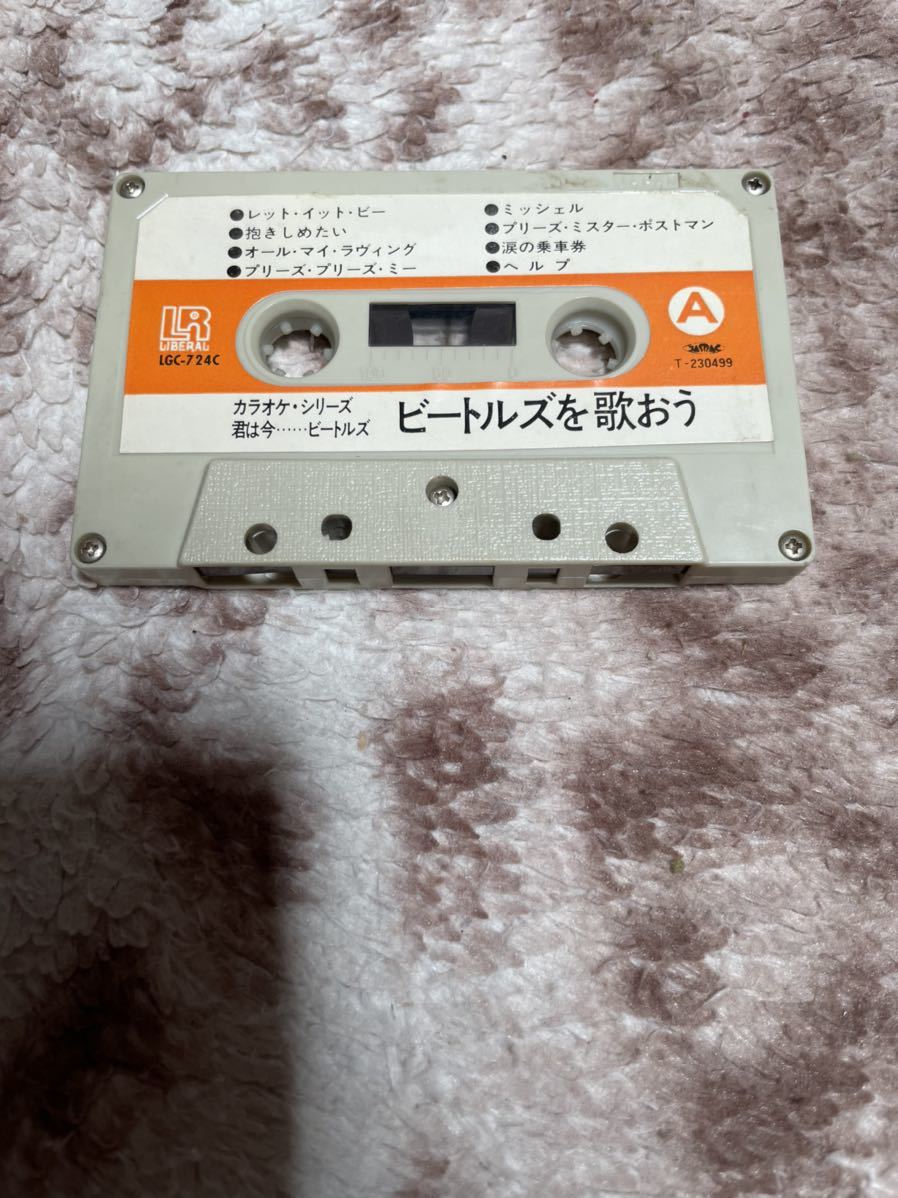 ●レット・イット・ビー
●抱きしめたい
●オール・マイ・ラヴィング
●プリーズ・プリーズ・ミー
●ミッシェル
●プリーズ・ミスター・ポストマン
●涙の乗車券
●ヘルプ
LR
LIBERAL
LGC-724C
A
T-230499
カラオケ・シリーズ
君は今……ビートルズ
ビートルズを歌おう